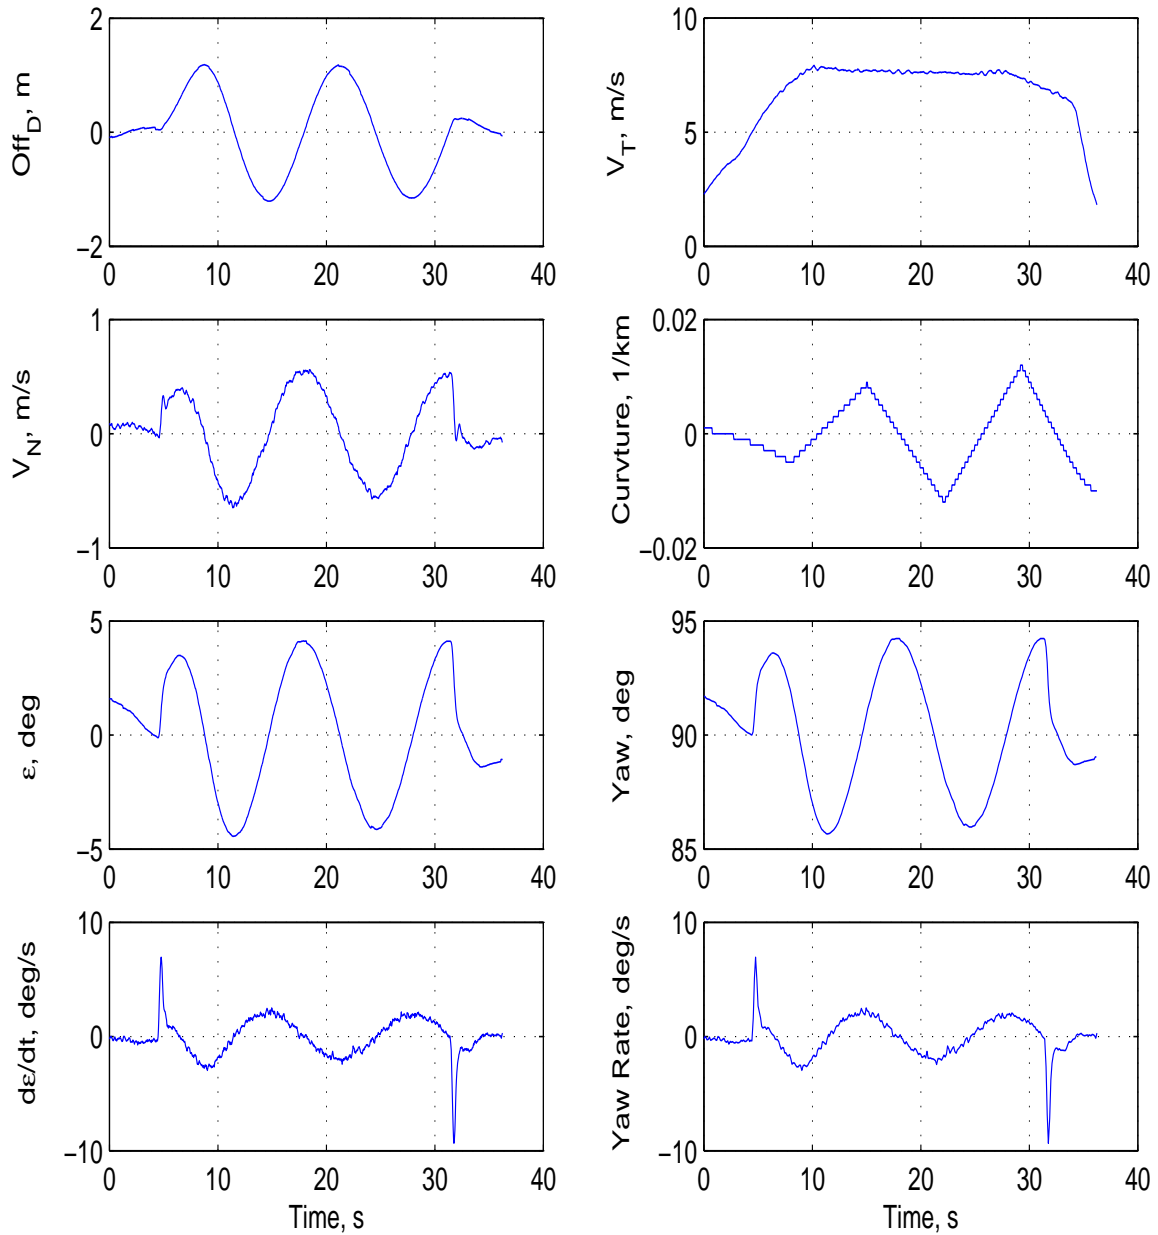 2
0
−2
0 10 20 30 40
Off_D, m
10
5
0
0 10 20 30 40
V_T, m/s
1
0
−1
0 10 20 30 40
V_N, m/s
0.02
0
−0.02
0 10 20 30 40
Curvture, 1/km
5
0
−5
0 10 20 30 40
ε, deg
95
90
85
0 10 20 30 40
Yaw, deg
10
0
−10
0 10 20 30 40
dε/dt, deg/s
Time, s
10
0
−10
0 10 20 30 40
Yaw Rate, deg/s
Time, s